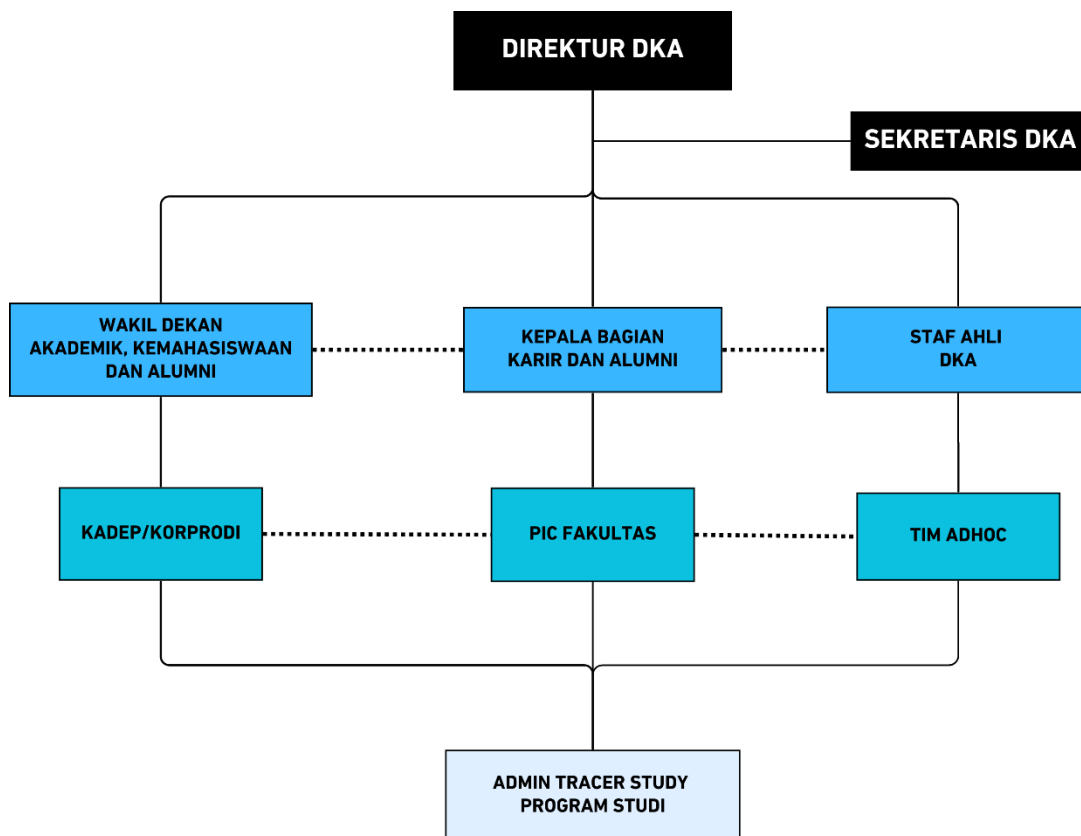 DIREKTUR DKA
SEKRETARIS DKA
WAKIL DEKAN
AKADEMIK, KEMAHASISWAAN
DAN ALUMNI
KEPALA BAGIAN
KARIR DAN ALUMNI
STAF AHLI
DKA
KADEP/KORPRODI
PIC FAKULTAS
TIM ADHOC
ADMIN TRACER STUDY
PROGRAM STUDI